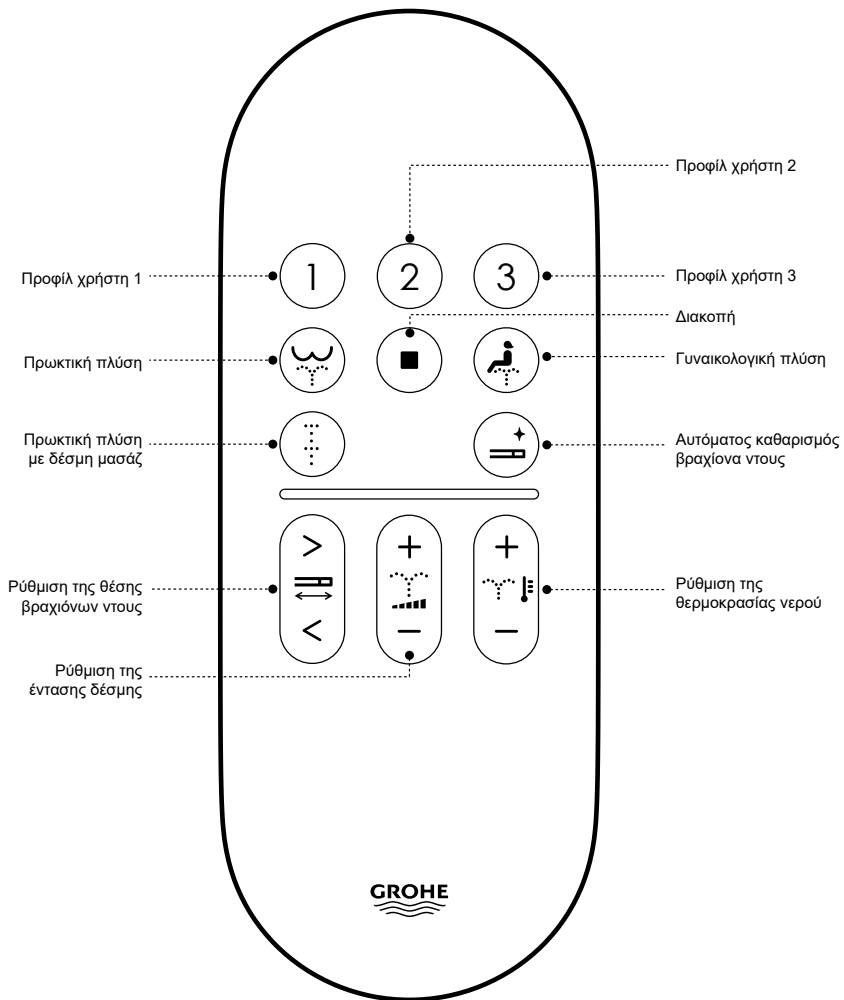 Προφίλ χρήστη 2
Προφίλ χρήστη 1
1
2
3
Προφίλ χρήστη 3
Διακοπή
Πρωκτική πλύση
Γυναικολογική πλύση
Πρωκτική πλύση
με δέσμη μασάζ
Αυτόματος καθαρισμός
βραχίονα ντους
> + +
Ρύθμιση της θέσης
βραχιόνων ντους
Ρύθμιση της
θερμοκρασίας νερού
< − −
Ρύθμιση της
έντασης δέσμης
GROHE